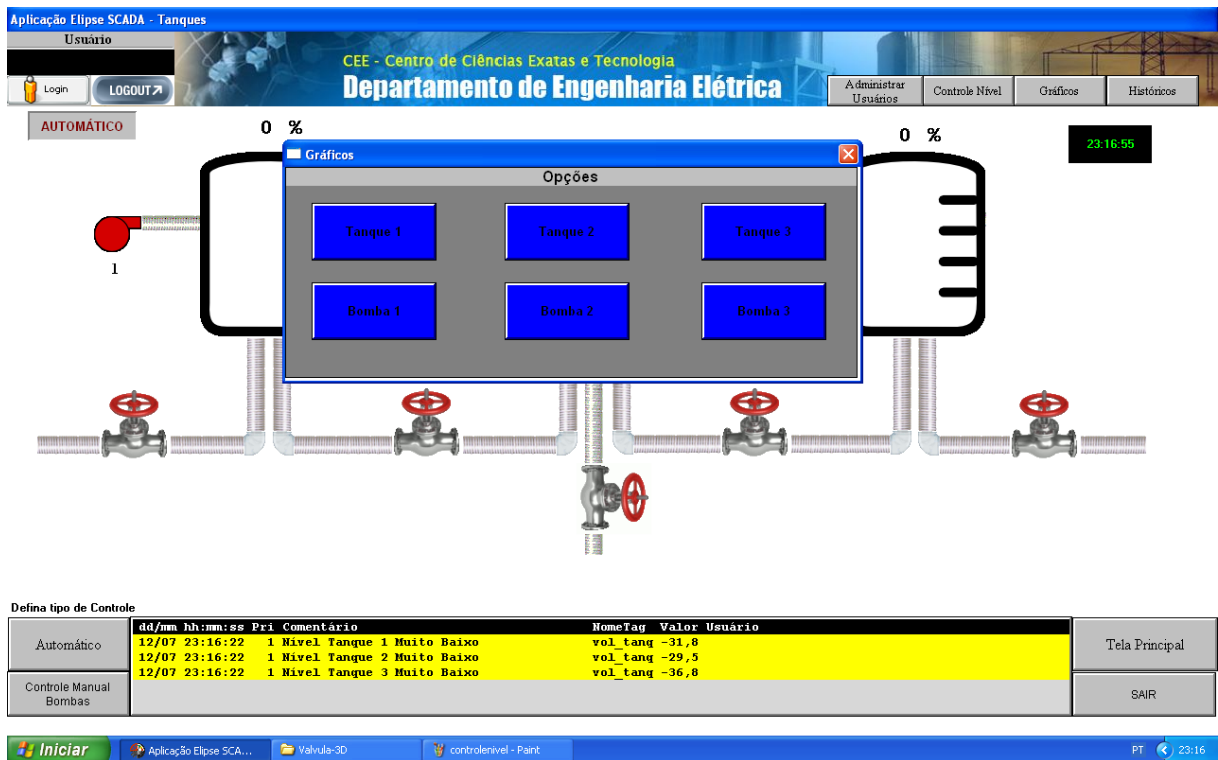 Aplicação Elipse SCADA - Tanques
Usuário
CEE - Centro de Ciências Exatas e Tecnologia
Departamento de Engenharia Elétrica
Login
LOGOUT
Administrar
Usuários
Controle Nível
Gráficos
Históricos
AUTOMÁTICO
0 %
0 %
23:16:55
Gráficos
Opções
Tanque 1
Tanque 2
Tanque 3
1
Bomba 1
Bomba 2
Bomba 3
Defina tipo de Controle
Automático
Controle Manual
Bombas
dd/mm hh:mm:ss Pri Comentário NomeTag Valor Usuário
12/07 23:16:22 1 Nível Tanque 1 Muito Baixo vol_tanq -31,8
12/07 23:16:22 1 Nível Tanque 2 Muito Baixo vol_tanq -29,5
12/07 23:16:22 1 Nível Tanque 3 Muito Baixo vol_tanq -36,8
Tela Principal
SAIR
Iniciar
Aplicação Elipse SCA...
Valvula-3D
controlenivel - Paint
PT
23:16